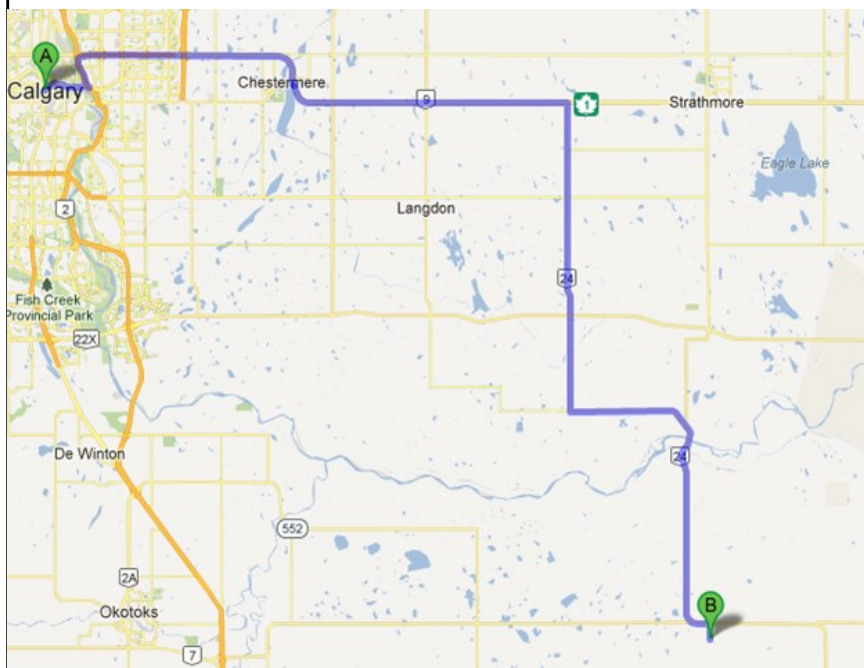 A
Calgary
Chestermere
9
1
Strathmore
Eagle Lake
Langdon
2
24
Fish Creek
Provincial Park
22X
De Winton
24
552
2A
Okotoks
B
7